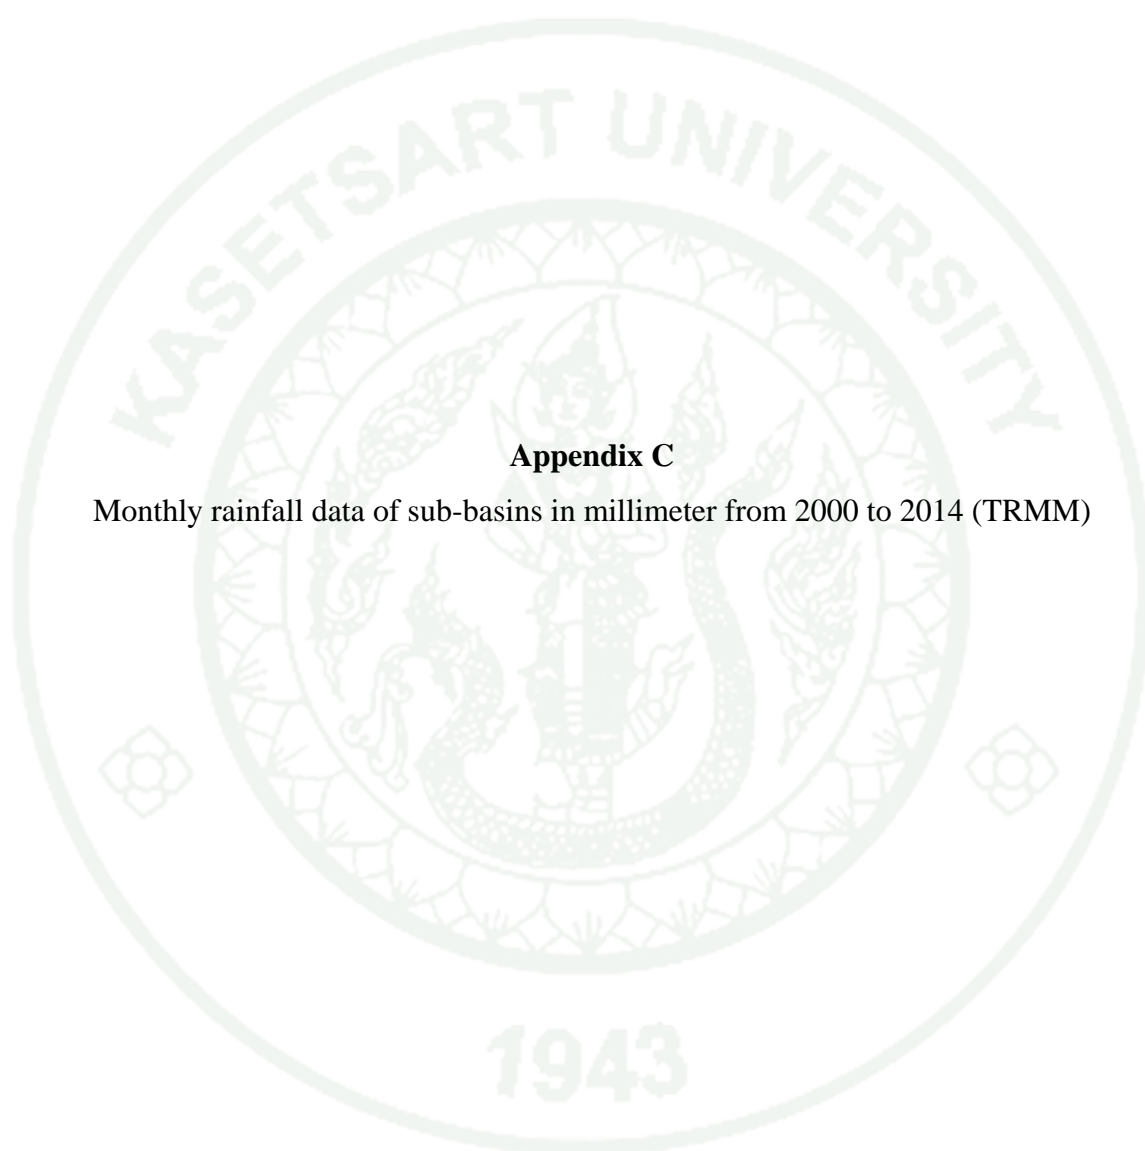 KASETSART UNIVERSITY
Appendix C
Monthly rainfall data of sub-basins in millimeter from 2000 to 2014 (TRMM)
1943